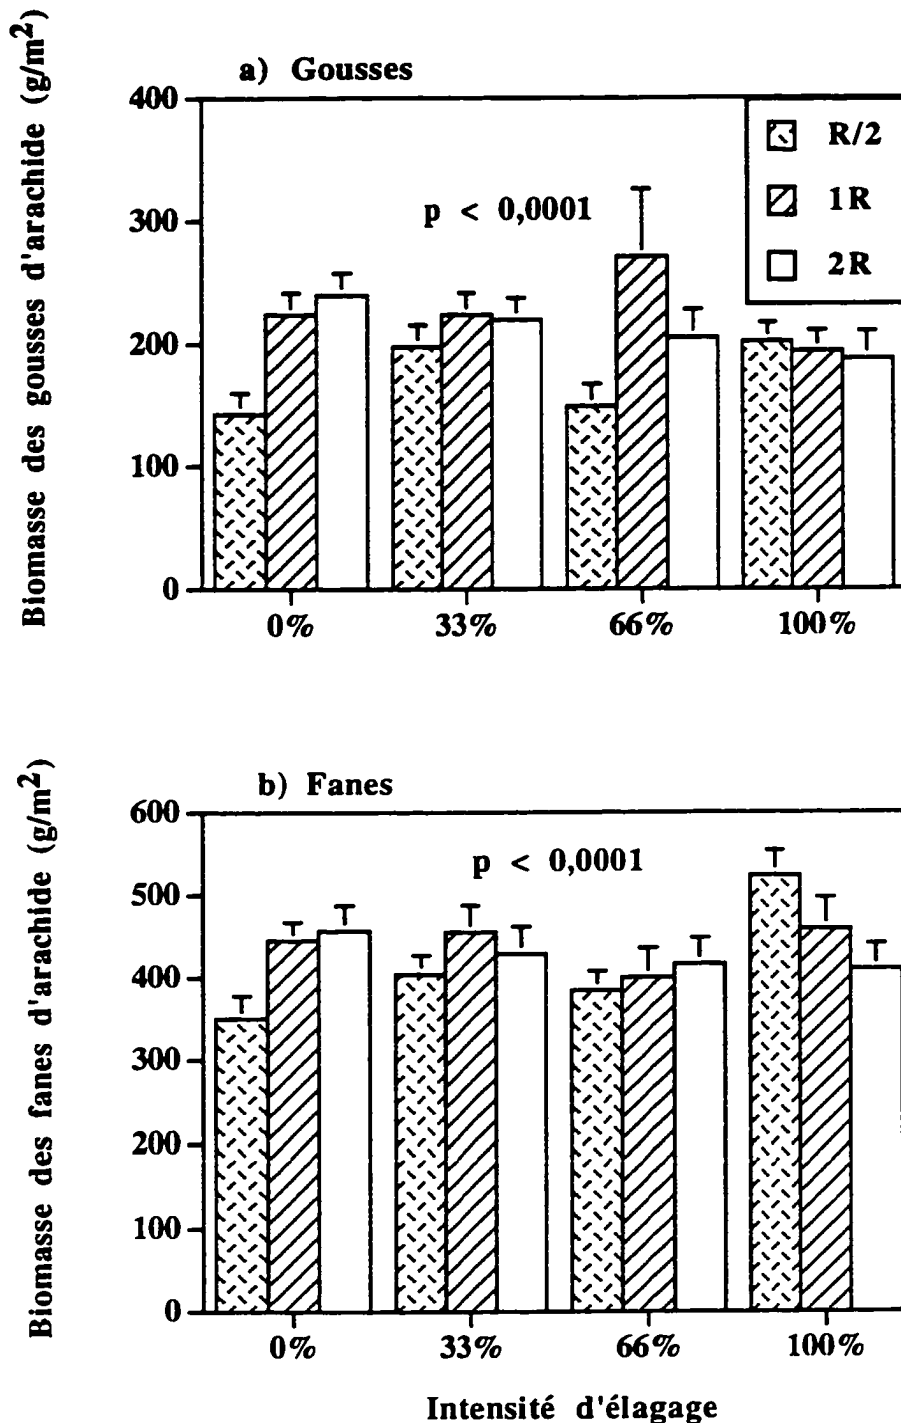 a) Gousses
Biomasse des gousses d'arachide (g/m²)
400
300
200
100
0
p < 0,0001
R/2
1R
2R
0% 33% 66% 100%
b) Fanes
Biomasse des fanes d'arachide (g/m²)
600
500
400
300
200
100
0
p < 0,0001
0% 33% 66% 100%
Intensité d'élagage